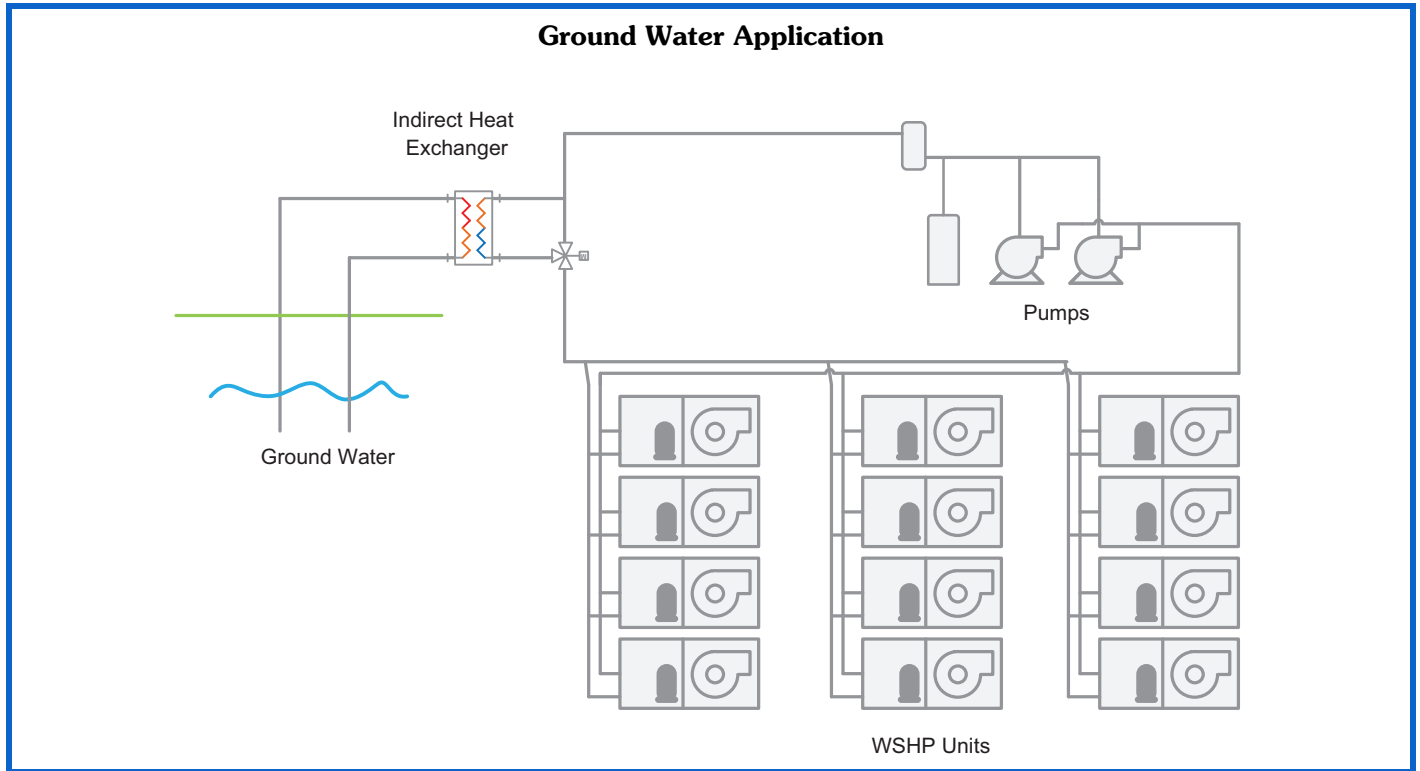 Ground Water Application
Indirect Heat
Exchanger
Pumps
Ground Water
WSHP Units